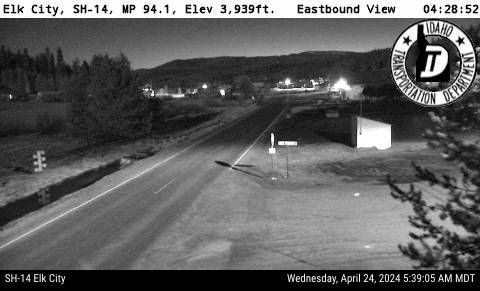 Elk City, SH-14, MP 94.1, Elev 3,939ft. Eastbound View 04:28:52
IDAHO
TRANSPORTATION DEPARTMENT
SH-14 Elk City Wednesday, April 24, 2024 5:39:05 AM MDT